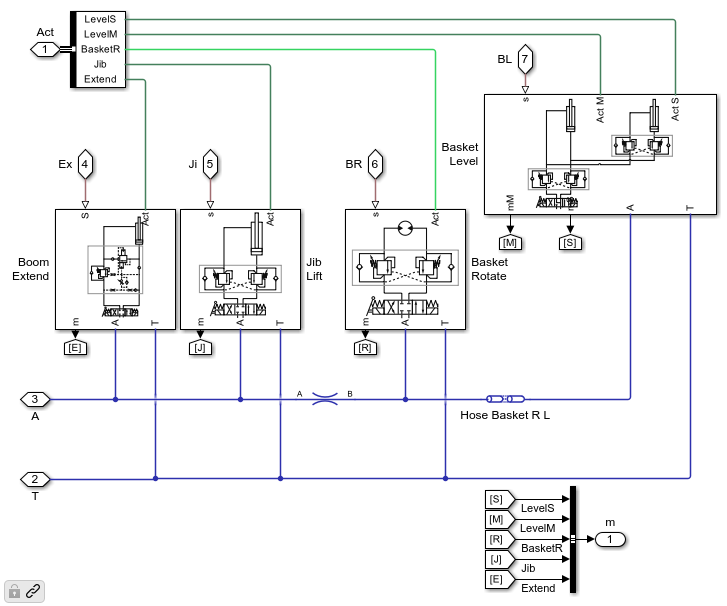 LevelS
Act
LevelM
1
BasketR
Jib
Extend
BL
7
s
Act M
Act S
Basket
Level
mM
m
A
T
[M]
[S]
Ex
4
Ji
5
BR
6
S
Act
s
Act
s
Act
Boom
Extend
Jib
Lift
Basket
Rotate
m
A
T
m
A
T
m
A
T
[E]
[J]
[R]
3
A
A
B
Hose Basket R L
2
T
[S]
LevelS
[M]
LevelM
[R]
BasketR
[J]
Jib
[E]
Extend
m
1